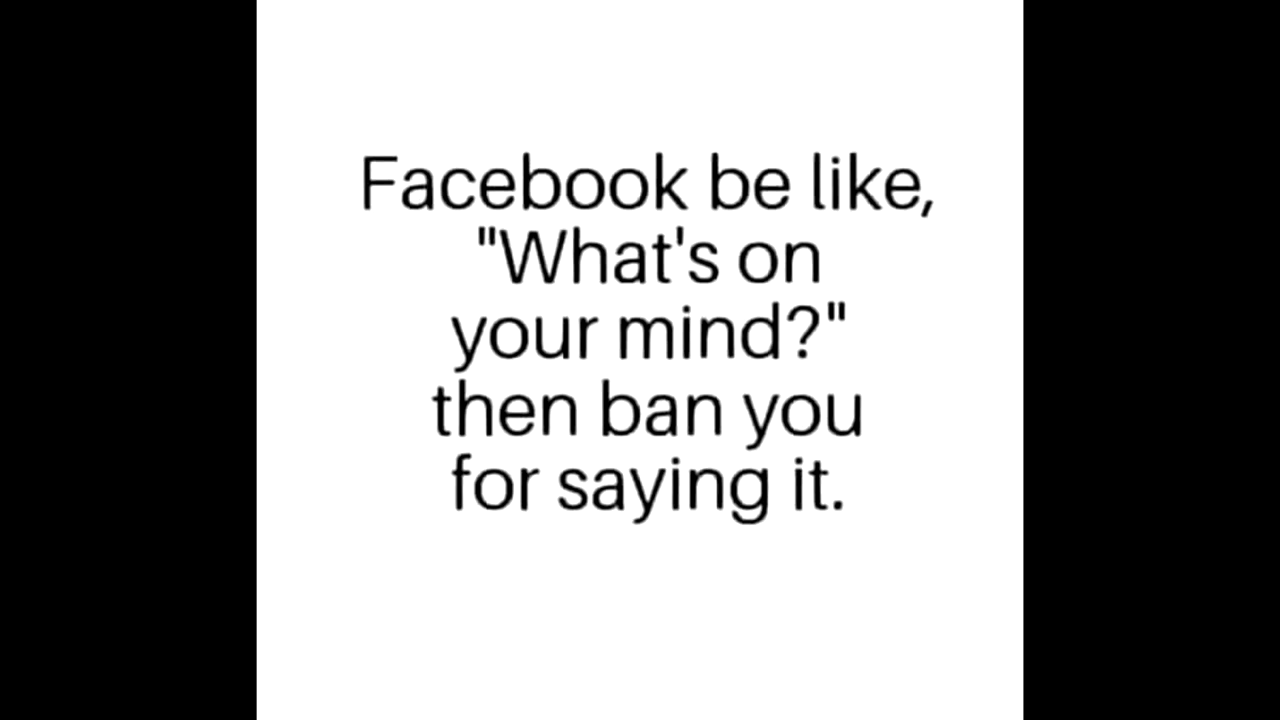 Facebook be like,
"What's on
your mind?"
then ban you
for saying it.